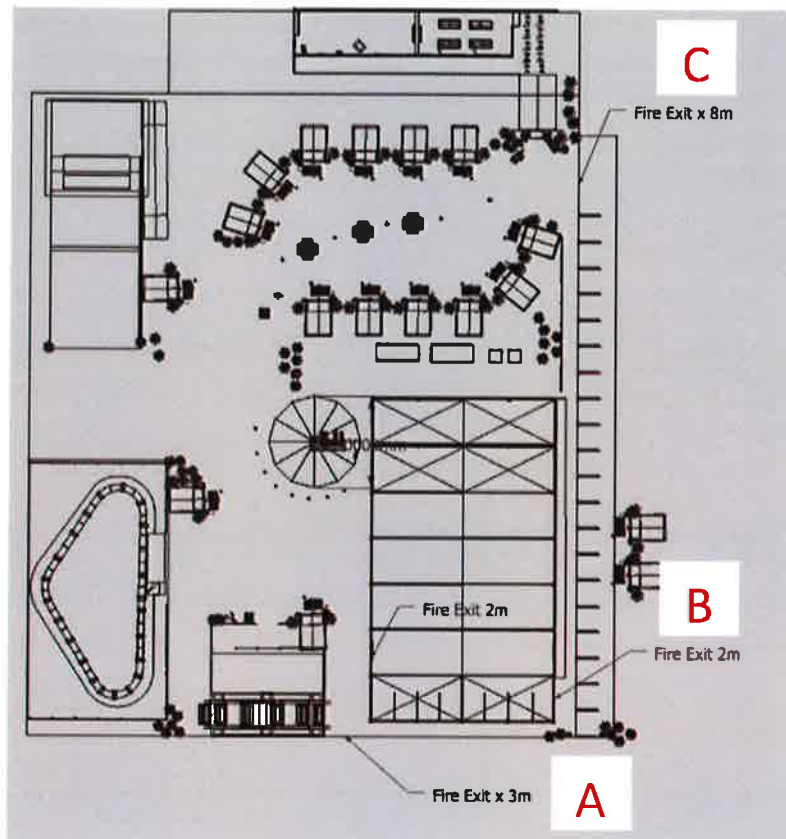 C
Fire Exit x 8m
B
Fire Exit 2m
Fire Exit 2m
Fire Exit x 3m
A